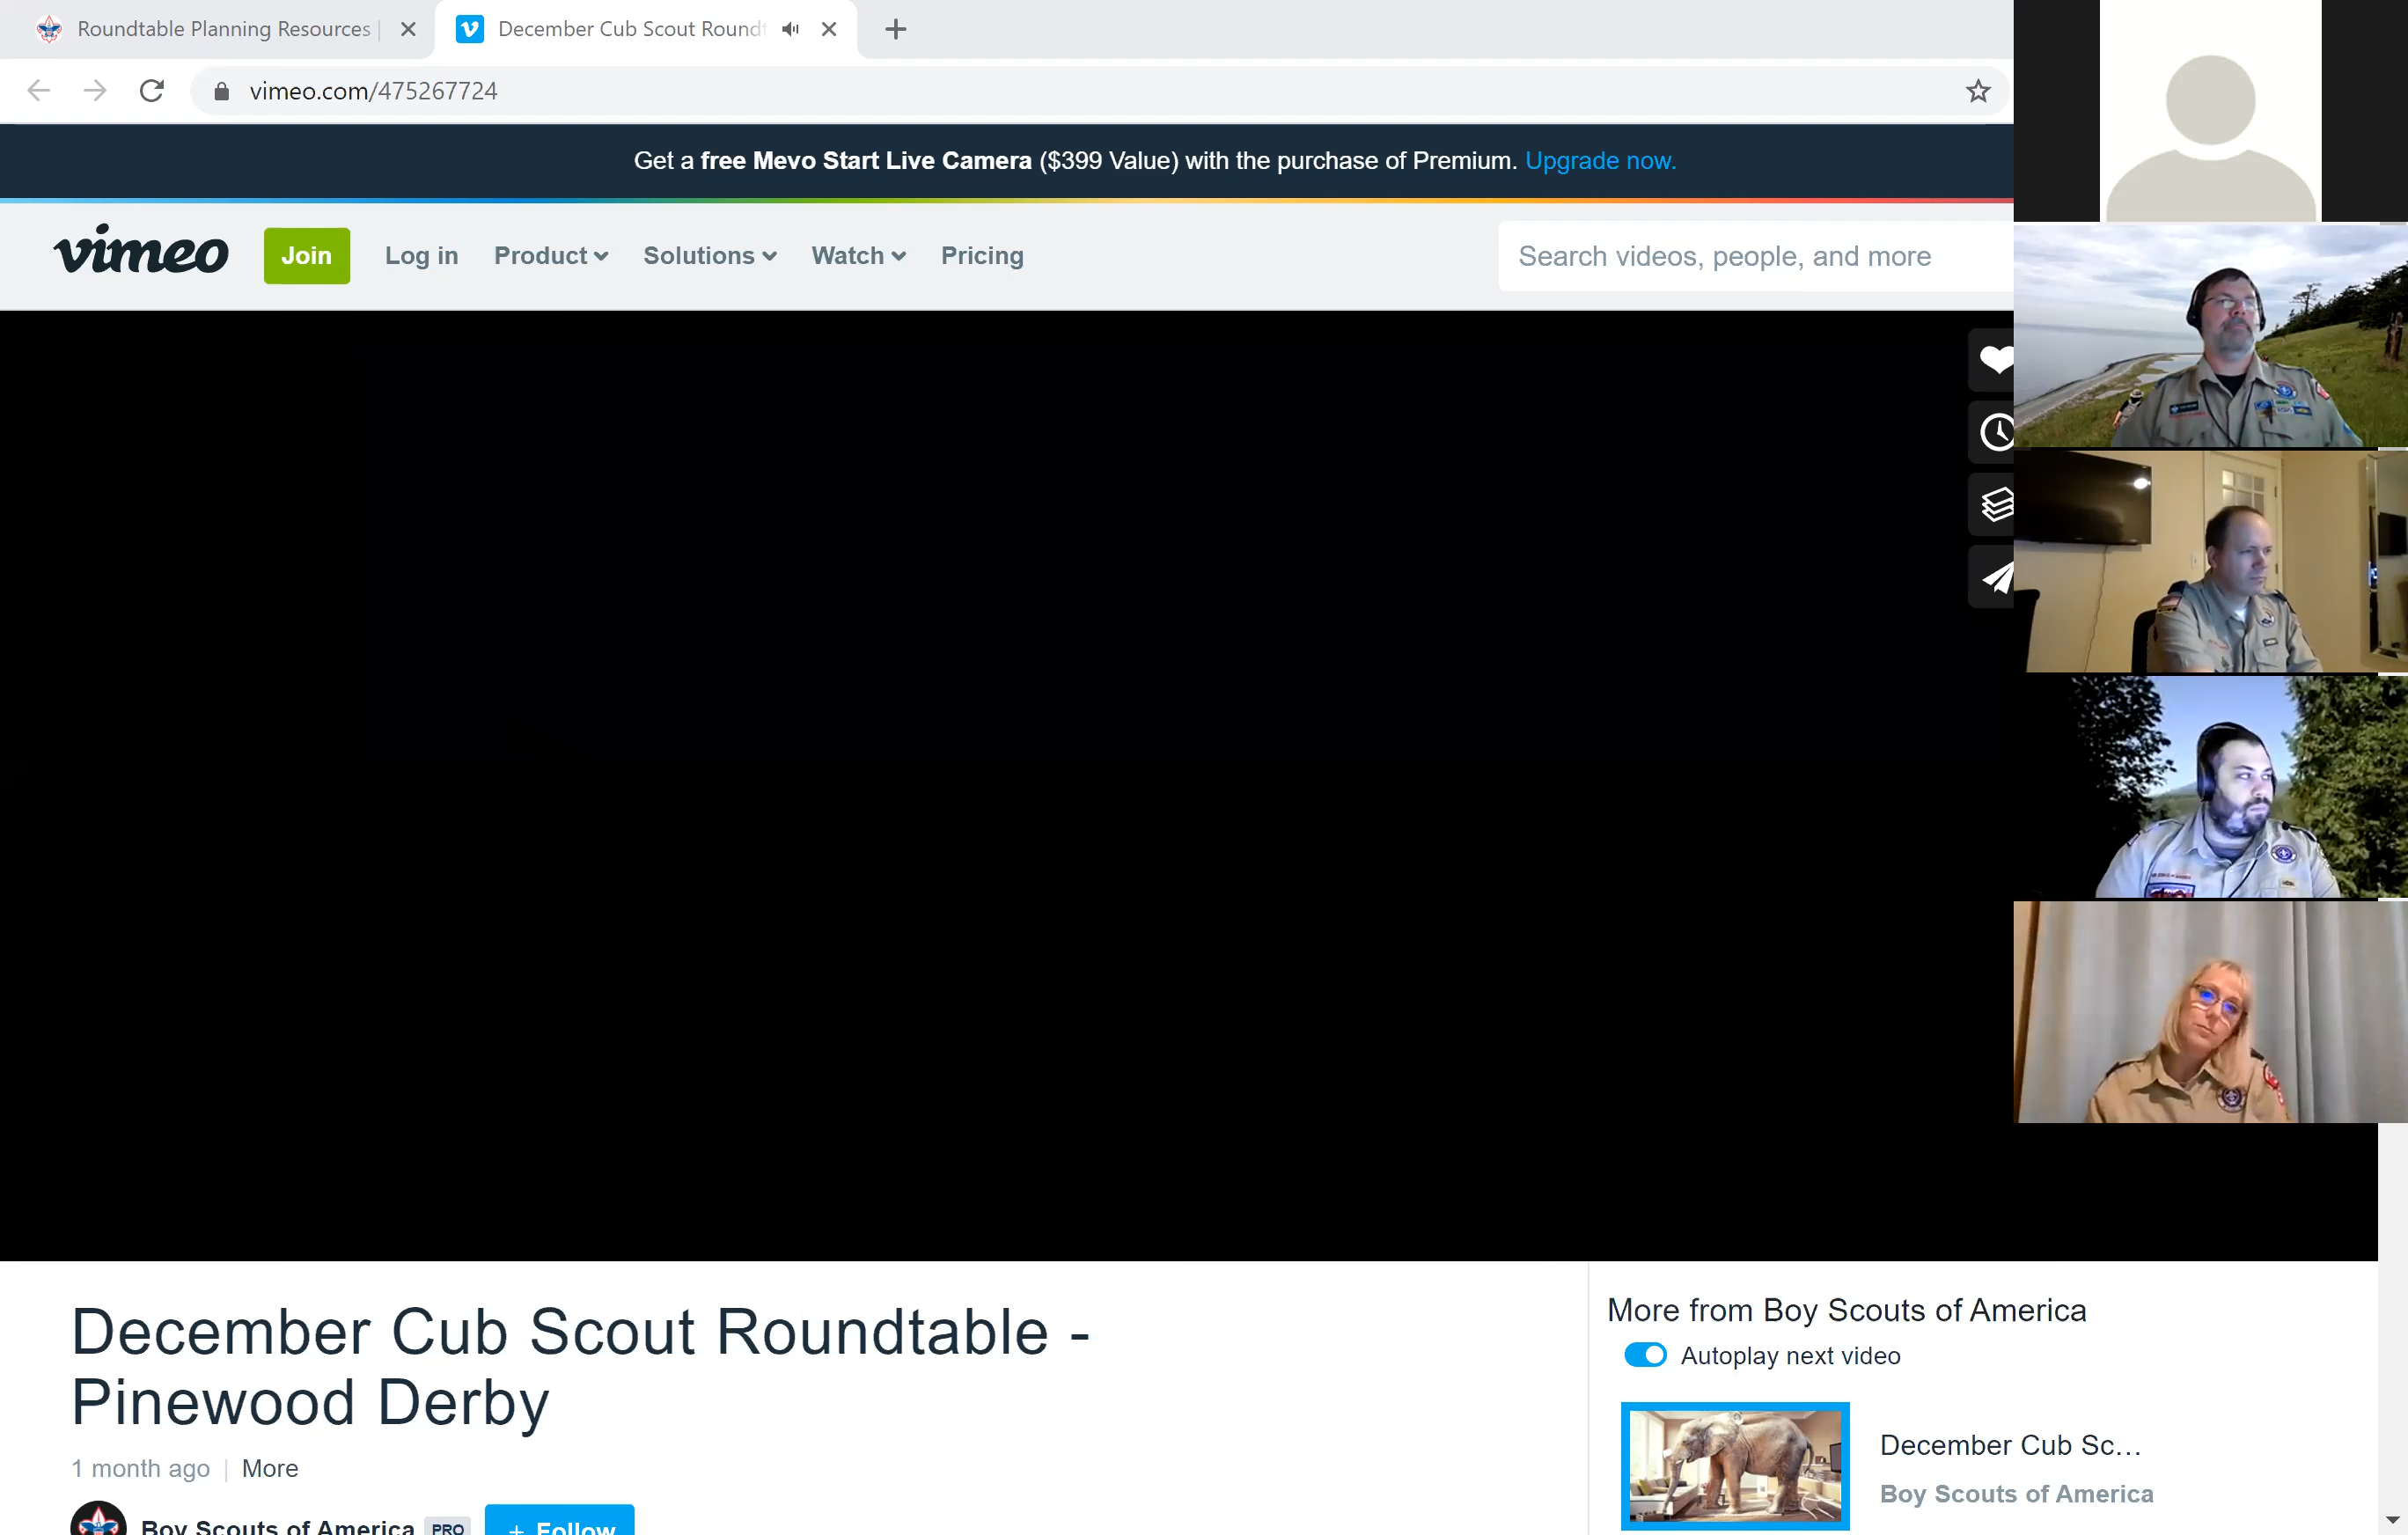 Roundtable Planning Resources |
December Cub Scout Round
vimeo.com/475267724
Get a free Mevo Start Live Camera ($399 Value) with the purchase of Premium. Upgrade now.
vimeo
Join
Log in
Product
Solutions
Watch
Pricing
Search videos, people, and more
December Cub Scout Roundtable -
Pinewood Derby
1 month ago | More
Boy Scouts of America PRO
+ Follow
More from Boy Scouts of America
Autoplay next video
December Cub Sc...
Boy Scouts of America